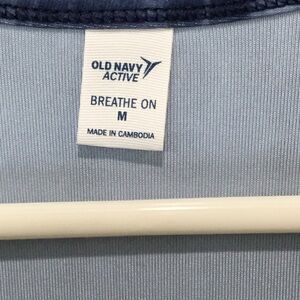 OLD NAVY
ACTIVE
BREATHE ON
M
MADE IN CAMBODIA